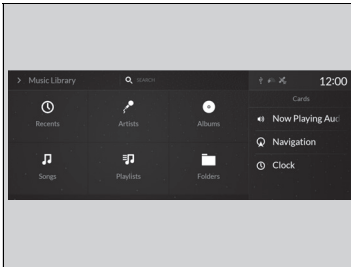 Music Library
SEARCH
12:00
Cards
Recents
Artists
Albums
Now Playing Aud
Navigation
Clock
Songs
Playlists
Folders